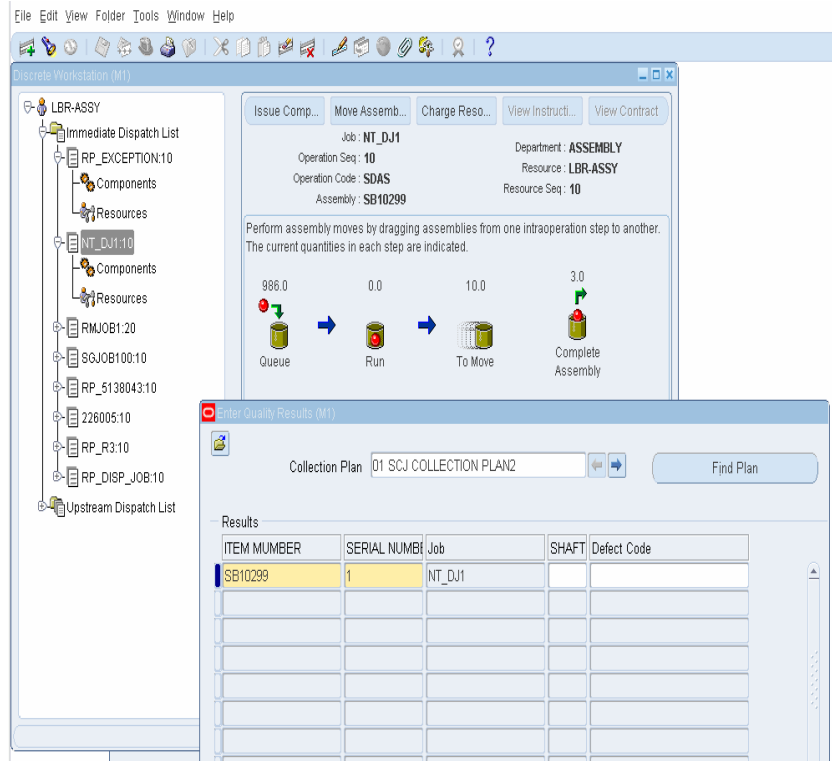 File Edit View Folder Tools Window Help
Discrete Workstation (M1)
LBR-ASSY
Immediate Dispatch List
RP_EXCEPTION:10
Components
Resources
NT_DJ1:10
Components
Resources
RMJOB1:20
SGJOB100:10
RP_5138043:10
226005:10
RP_R3:10
RP_DISP_JOB:10
Upstream Dispatch List
Issue Comp... Move Assemb... Charge Reso... View Instructi... View Contract
Job : NT_DJ1
Operation Seq : 10
Operation Code : SDAS
Assembly : SB10299
Department : ASSEMBLY
Resource : LBR-ASSY
Resource Seq : 10
Perform assembly moves by dragging assemblies from one intraoperation step to another.
The current quantities in each step are indicated.
986.0 0.0 10.0 3.0
Queue Run To Move Complete
Assembly
Enter Quality Results (M1)
Collection Plan 01 SCJ COLLECTION PLAN2 Find Plan
Results
ITEM MUMBER SERIAL NUMBE Job SHAFT Defect Code
SB10299 1 NT_DJ1